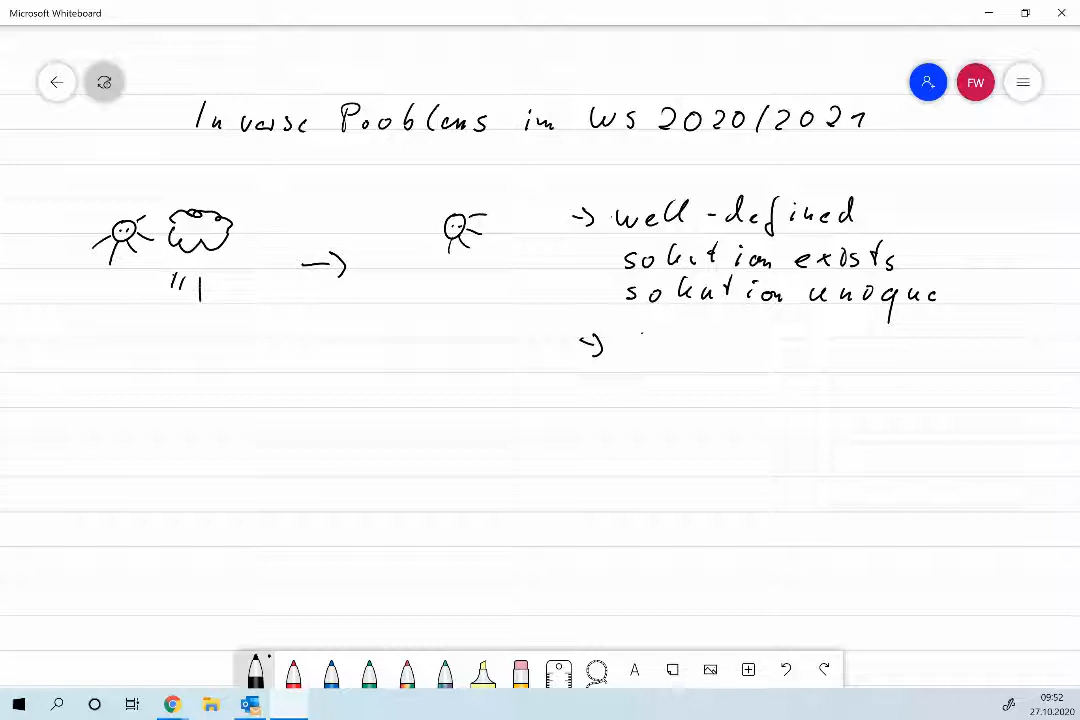 Microsoft Whiteboard
FW
Inverse Problems in WS 2020/2021
→ well-defined
solution exists
solution unique
→
A
09:52
27.10.2020